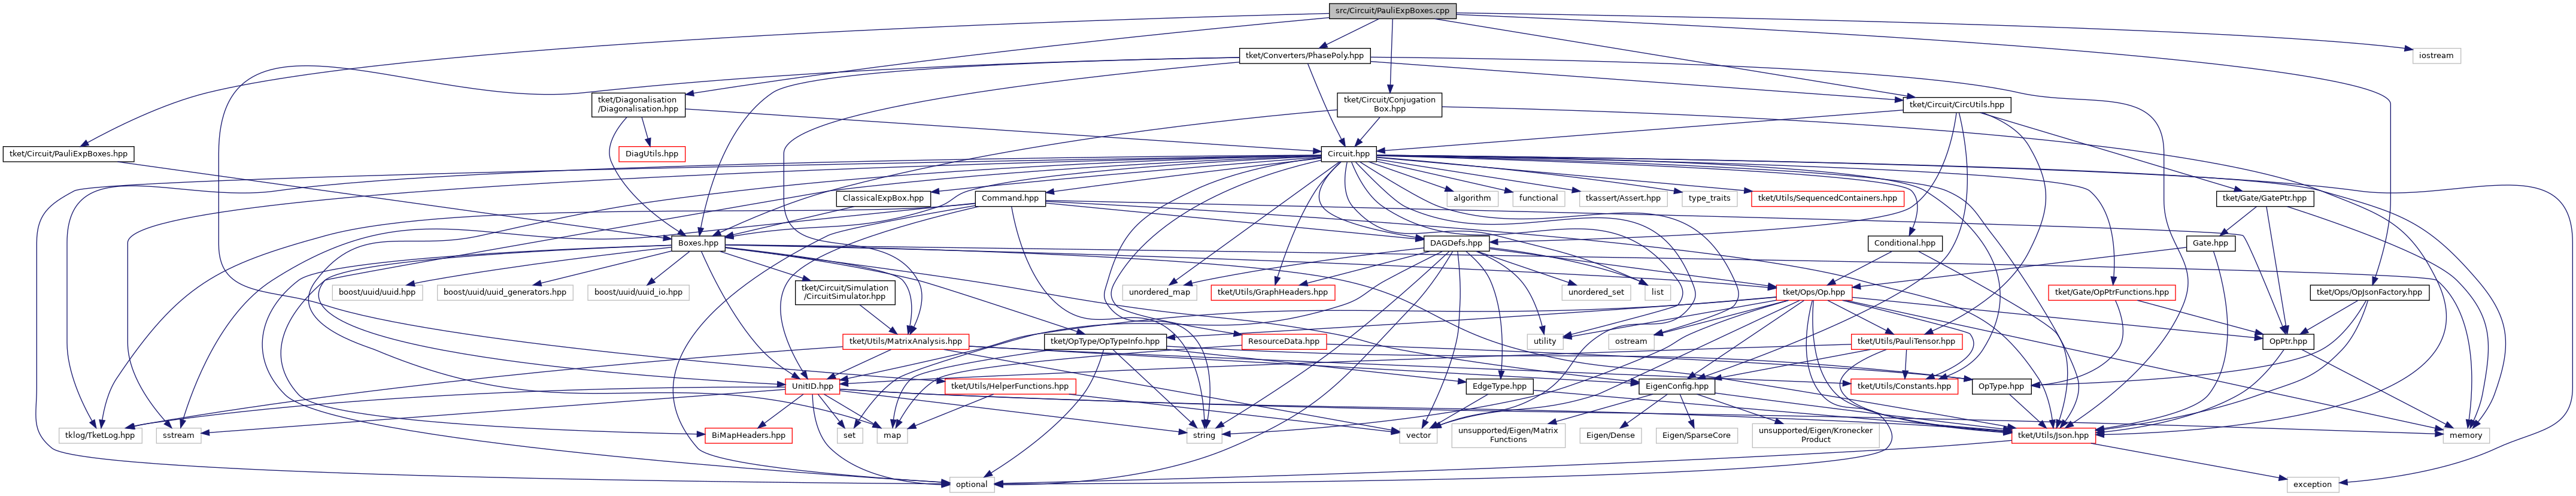 src/Circuit/PauliExpBoxes.cpp
tket/Converters/PhasePoly.hpp
iostream
tket/Diagonalisation
/Diagonalisation.hpp
tket/Circuit/Conjugation
Box.hpp
tket/Circuit/CircUtils.hpp
tket/Circuit/PauliExpBoxes.hpp
DiagUtils.hpp
Circuit.hpp
ClassicalExpBox.hpp
Command.hpp
algorithm
functional
tkassert/Assert.hpp
type_traits
tket/Utils/SequencedContainers.hpp
tket/Gate/GatePtr.hpp
Boxes.hpp
DAGDefs.hpp
Conditional.hpp
Gate.hpp
boost/uuid/uuid.hpp
boost/uuid/uuid_generators.hpp
boost/uuid/uuid_io.hpp
tket/Circuit/Simulation
/CircuitSimulator.hpp
unordered_map
tket/Utils/GraphHeaders.hpp
unordered_set
list
tket/Ops/Op.hpp
tket/Gate/OpPtrFunctions.hpp
tket/Ops/OpJsonFactory.hpp
tket/Utils/MatrixAnalysis.hpp
tket/OpType/OpTypeInfo.hpp
ResourceData.hpp
utility
ostream
tket/Utils/PauliTensor.hpp
OpPtr.hpp
UnitID.hpp
tket/Utils/HelperFunctions.hpp
EdgeType.hpp
EigenConfig.hpp
tket/Utils/Constants.hpp
OpType.hpp
tklog/TketLog.hpp
sstream
BiMapHeaders.hpp
set
map
string
vector
unsupported/Eigen/Matrix
Functions
Eigen/Dense
Eigen/SparseCore
unsupported/Eigen/Kronecker
Product
tket/Utils/Json.hpp
memory
optional
exception